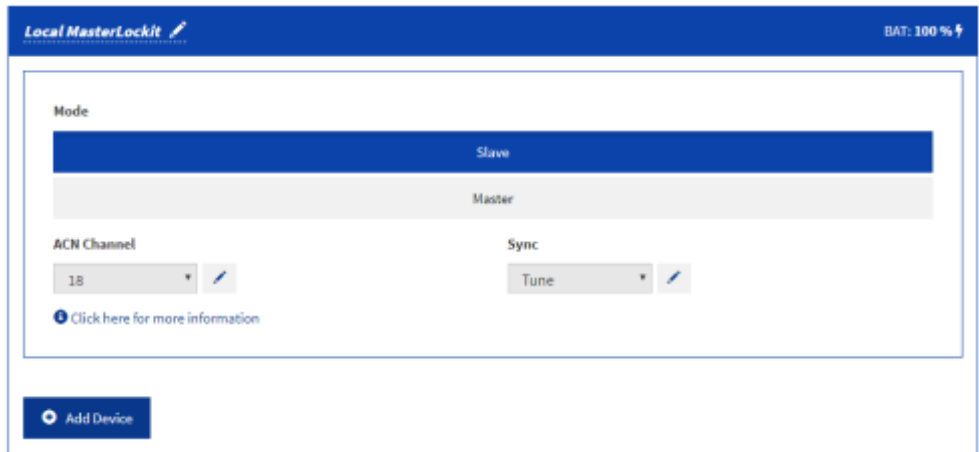 Local MasterLockit
BAT: 100 %
Mode
Slave
Master
ACN Channel
Sync
18
Tune
Click here for more information
Add Device